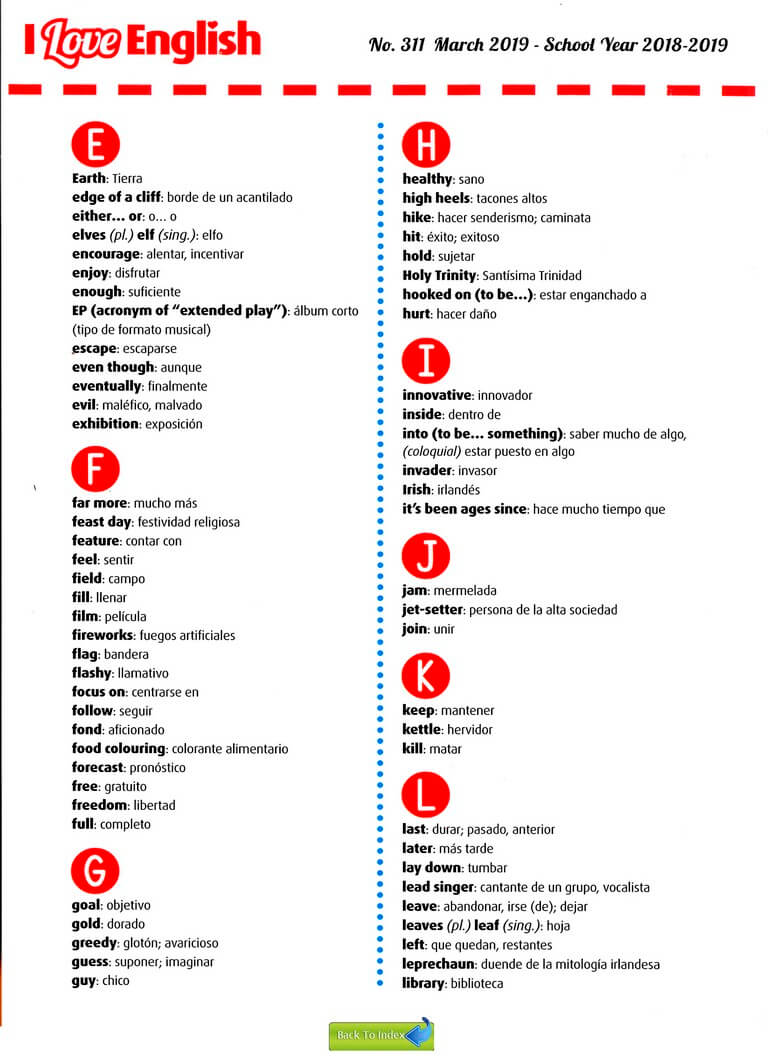 I Love English
No. 311 March 2019 - School Year 2018-2019
E
Earth: Tierra
edge of a cliff: borde de un acantilado
either... or: o... o
elves (pl.) elf (sing.): elfo
encourage: alentar, incentivar
enjoy: disfrutar
enough: suficiente
EP (acronym of “extended play”): álbum corto
(tipo de formato musical)
escape: escaparse
even though: aunque
eventually: finalmente
evil: maléfico, malvado
exhibition: exposición
F
far more: mucho más
feast day: festividad religiosa
feature: contar con
feel: sentir
field: campo
fill: llenar
film: película
fireworks: fuegos artificiales
flag: bandera
flashy: llamativo
focus on: centrarse en
follow: seguir
fond: aficionado
food colouring: colorante alimentario
forecast: pronóstico
free: gratuito
freedom: libertad
full: completo
G
goal: objetivo
gold: dorado
greedy: glotón; avaricioso
guess: suponer; imaginar
guy: chico
H
healthy: sano
high heels: tacones altos
hike: hacer senderismo; caminata
hit: éxito; exitoso
hold: sujetar
Holy Trinity: Santísima Trinidad
hooked on (to be...): estar enganchado a
hurt: hacer daño
I
innovative: innovador
inside: dentro de
into (to be... something): saber mucho de algo,
(coloquial) estar puesto en algo
invader: invasor
Irish: irlandés
it’s been ages since: hace mucho tiempo que
J
jam: mermelada
jet-setter: persona de la alta sociedad
join: unir
K
keep: mantener
kettle: hervidor
kill: matar
L
last: durar; pasado, anterior
later: más tarde
lay down: tumbar
lead singer: cantante de un grupo, vocalista
leave: abandonar, irse (de); dejar
leaves (pl.) leaf (sing.): hoja
left: que quedan, restantes
leprechaun: duende de la mitología irlandesa
library: biblioteca
Back To Index